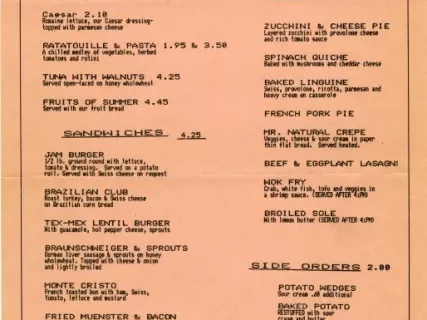 Caesar 2.10
Romaine lettuce, our Caesar dressing-
topped with parmesan cheese
RATATOUILLE & PASTA 1.95 & 3.50
A chilled medley of vegetables, herbed
tomatoes and rotini
TUNA WITH WALNUTS 4.25
Served open-faced on honey wholewheat
FRUITS OF SUMMER 4.45
Served with our fruit bread
SANDWICHES 4.25
JAM BURGER
1/2 lb. ground round with lettuce,
tomato & dressing. Served on a potato
roll. Served with Swiss cheese on request
BRAZILIAN CLUB
Roast turkey, bacon & Swiss cheese
on Brazilian corn bread
TEX-MEX LENTIL BURGER
With guacamole, hot pepper cheese, sprouts
BRAUNSCHWEIGER & SPROUTS
German liver sausage & sprouts on honey
wholewheat. Topped with cheese & onion
and lightly broiled
MONTE CRISTO
French toasted bun with ham, Swiss,
tomato, lettuce and mustard
FRIED MUENSTER & BACON
ZUCCHINI & CHEESE PIE
Layered zucchini with provolone cheese
and rich tomato sauce
SPINACH QUICHE
Baked with mushrooms and cheddar cheese
BAKED LINGUINE
Swiss, provolone, ricotta, parmesan and
heavy cream en casserole
FRENCH PORK PIE
MR. NATURAL CREPE
Veggies, cheese & sour cream in paper
thin flat bread. Served heated.
BEEF & EGGPLANT LASAGN
WOK FRY
Crab, white fish, tofu and veggies in
a shrimp sauce. (SERVED AFTER 4:PM)
BROILED SOLE
With lemon butter (SERVED AFTER 4:PM)
SIDE ORDERS 2.00
POTATO WEDGES
Sour cream .60 additional
BAKED POTATO
RESTUFFED with sour
cream and butter